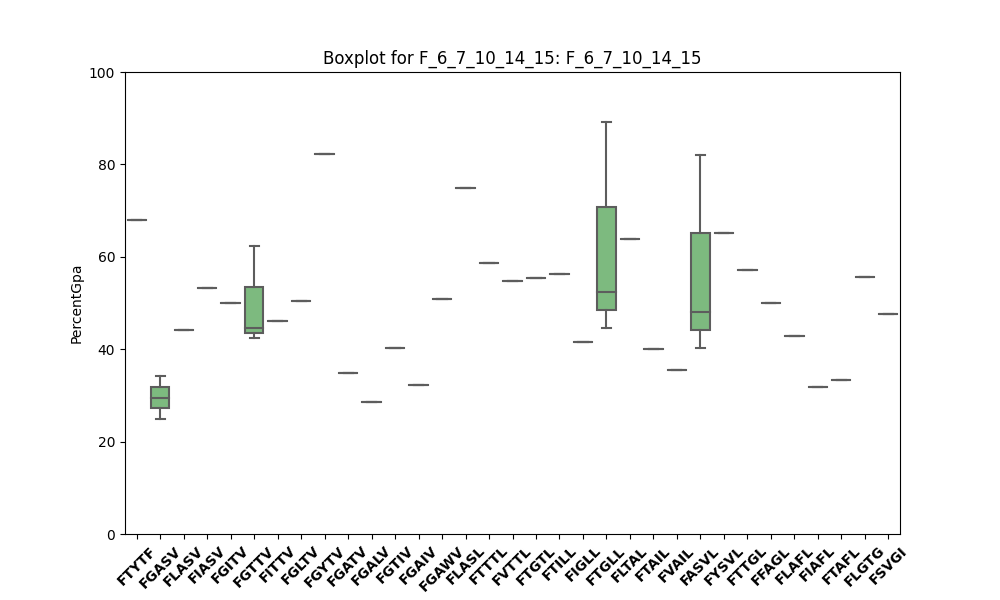 Boxplot for F_6_7_10_14_15: F_6_7_10_14_15
PercentGpa
100
80
60
40
20
0
FTYTF
FGASV
FLASV
FIASV
FGITV
FGTTV
FITTV
FGLTV
FGYTV
FGATV
FGALV
FGTIV
FGAIV
FGAWV
FLASL
FTTTL
FVTTL
FTGTL
FTILL
FIGLL
FTGLL
FLTAL
FTAIL
FVAIL
FASVL
FYSVL
FTTGL
FFAGL
FLAFL
FIAFL
FTAFL
FLGTG
FSVGI